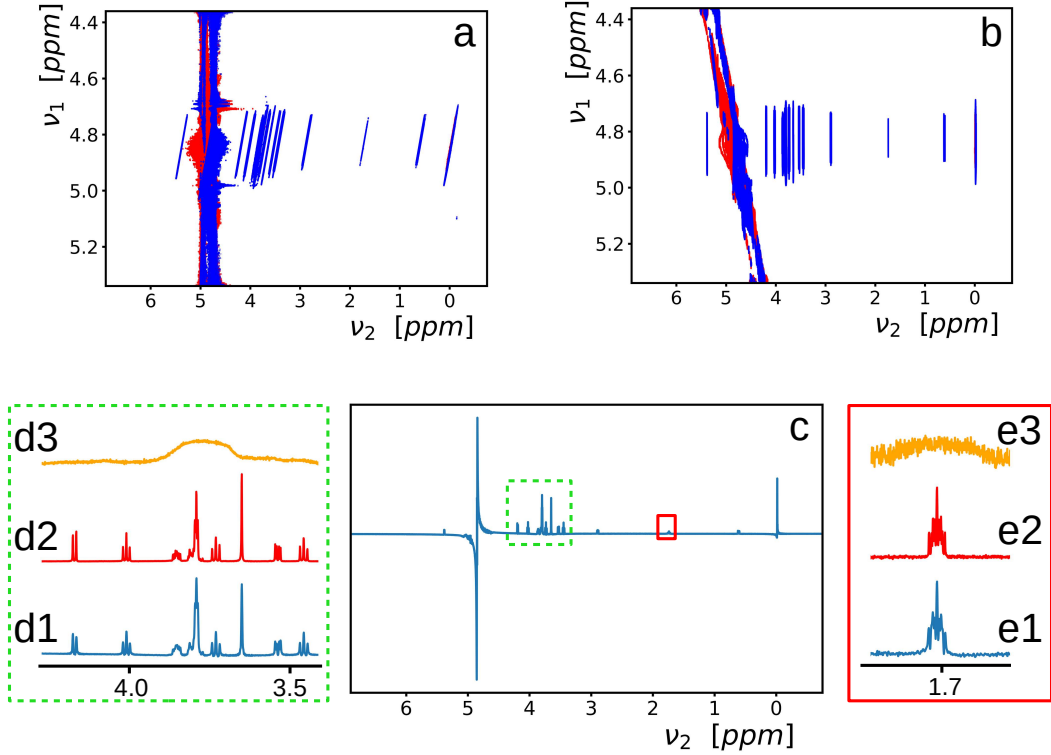 a
ν₁ [ppm]
4.4
4.6
4.8
5.0
5.2
6 5 4 3 2 1 0
ν₂ [ppm]
b
ν₁ [ppm]
4.4
4.6
4.8
5.0
5.2
6 5 4 3 2 1 0
ν₂ [ppm]
d3
d2
d1
4.0 3.5
c
6 5 4 3 2 1 0
ν₂ [ppm]
e3
e2
e1
1.7